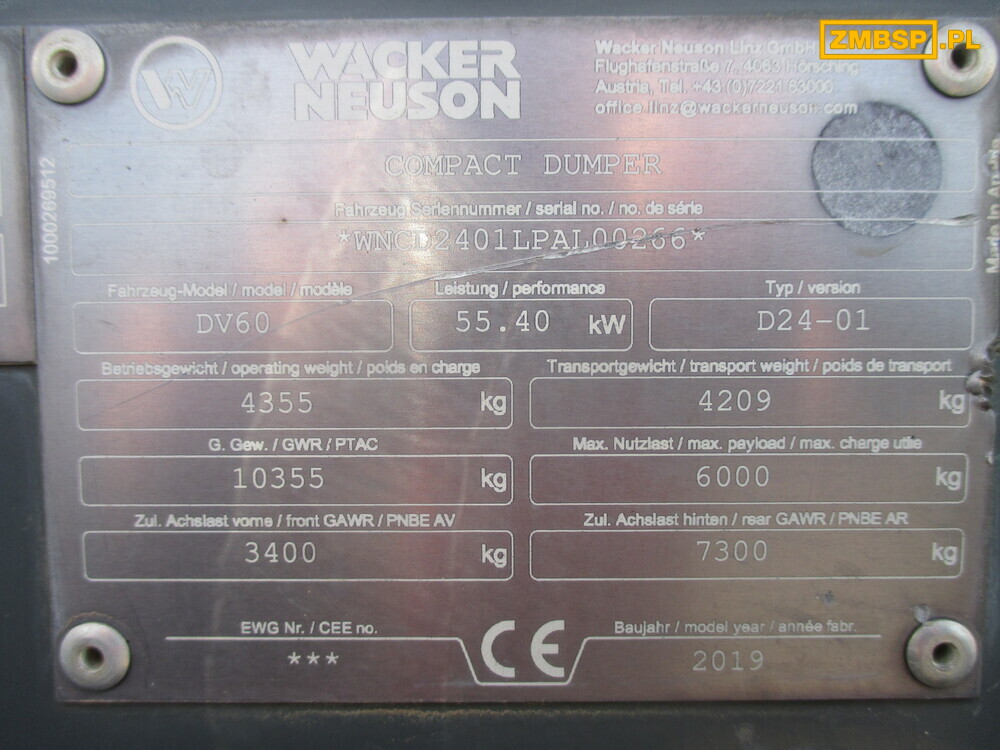 ZMBSP.PL
WACKER
NEUSON
Wacker Neuson Linz GmbH
Flughafenstraße 7, 4063 Hörsching
Austria, Tel. +43 (0)7221 63000
office.linz@wackerneuson.com
COMPACT DUMPER
Fahrzeug Seriennummer / serial no. / no. de série
*WNCD2401LPAL00266*
Fahrzeug-Model / model / modèle
Leistung / performance
Typ / version
DV60
55.40 kW
D24-01
Betriebsgewicht / operating weight / poids en charge
Transportgewicht / transport weight / poids de transport
4355 kg
4209 kg
G. Gew. / GWR / PTAC
Max. Nutzlast / max. payload / max. charge utile
10355 kg
6000 kg
Zul. Achslast vorne / front GAWR / PNBE AV
Zul. Achslast hinten / rear GAWR / PNBE AR
3400 kg
7300 kg
EWG Nr. / CEE no.
Baujahr / model year / année fabr.
***
CE
2019
1000269512
Made in Austria